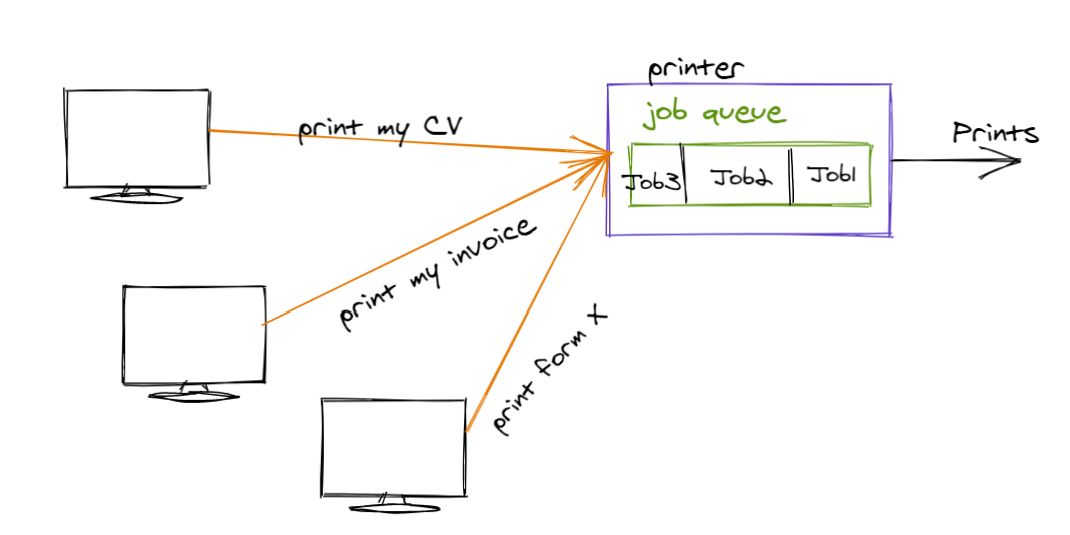 printer
job queue
print my CV
Prints
Job3
Job2
Job1
print my invoice
print form X